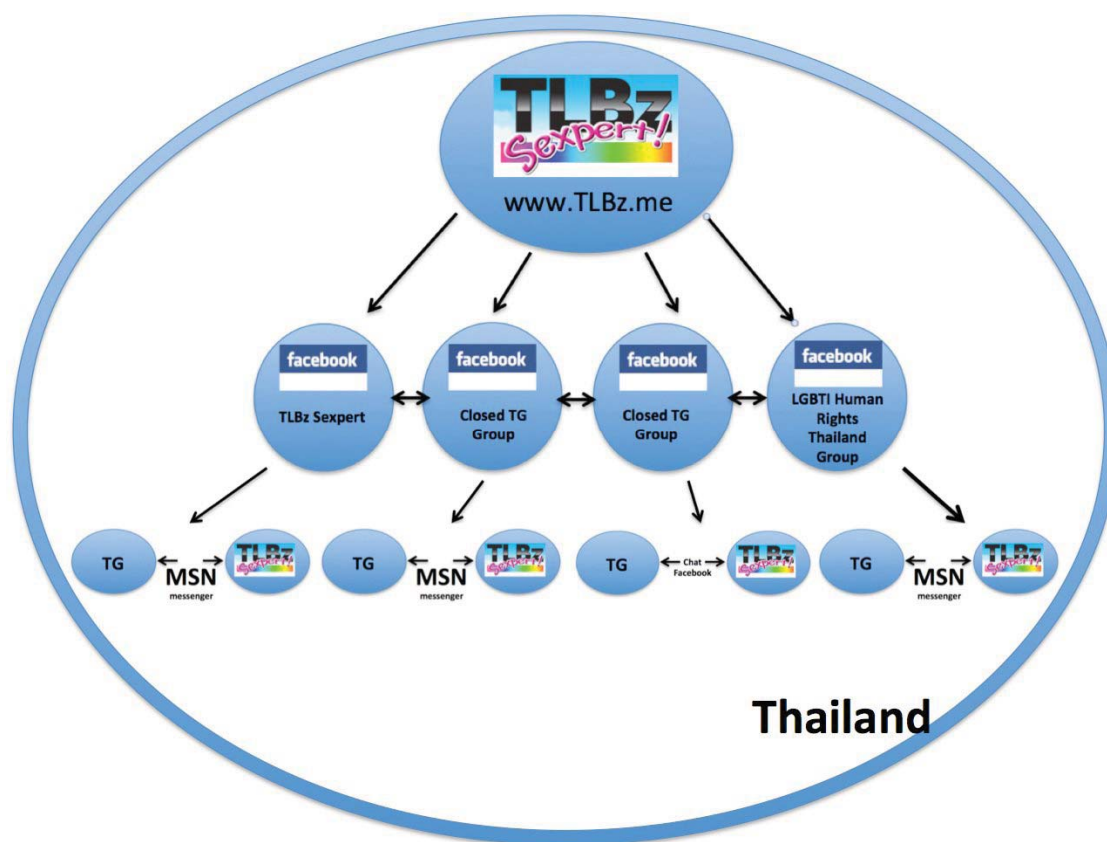 TLBz
Sexpert!
www.TLBz.me
facebook
facebook
facebook
facebook
TLBz Sexpert
Closed TG
Group
Closed TG
Group
LGBTI Human
Rights
Thailand
Group
TG
MSN
messenger
TLBz
Sexpert!
TG
MSN
messenger
TLBz
Sexpert!
TG
Chat
Facebook
TLBz
Sexpert!
TG
MSN
messenger
TLBz
Sexpert!
Thailand